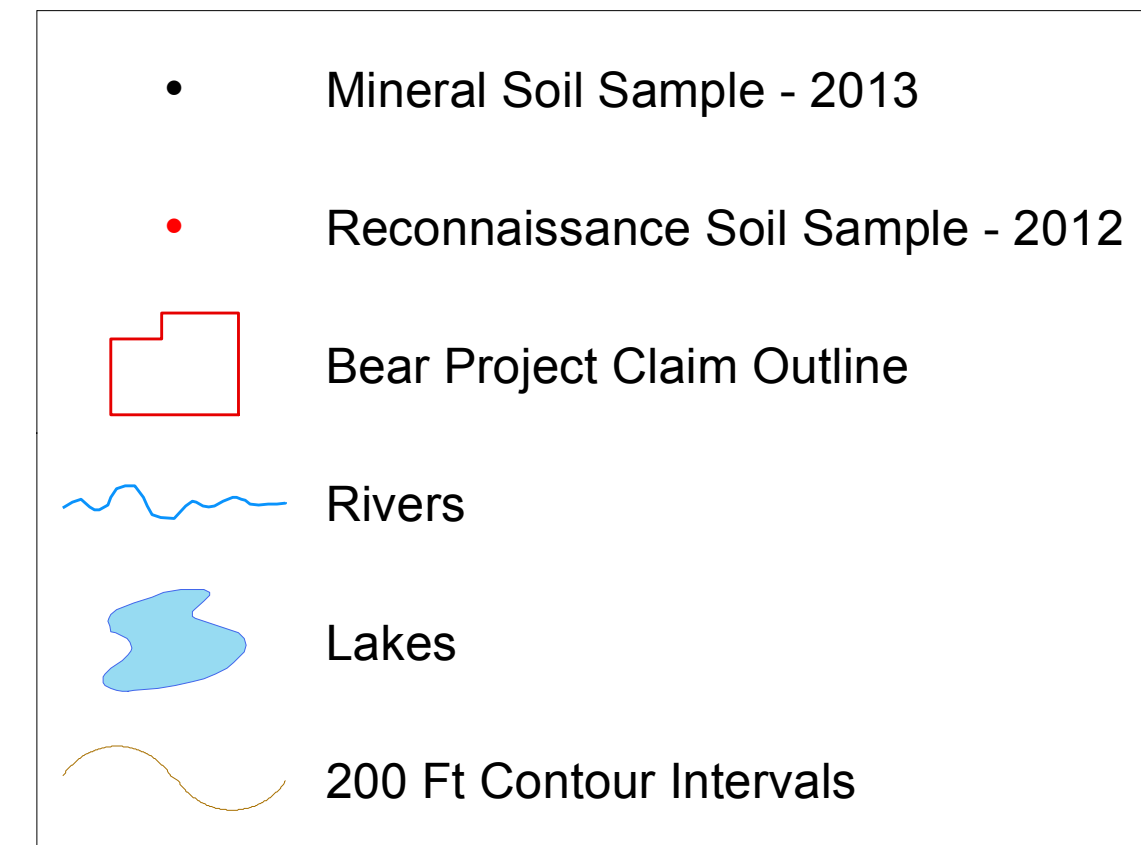 Mineral Soil Sample - 2013
Reconnaissance Soil Sample - 2012
Bear Project Claim Outline
Rivers
Lakes
200 Ft Contour Intervals